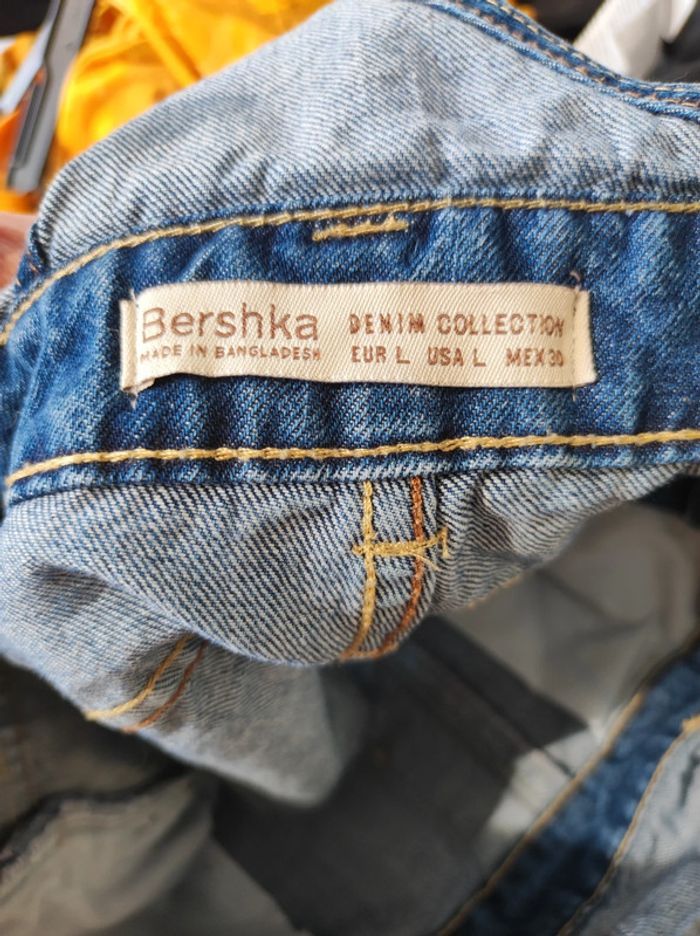 Bershka DENIM COLLECTION
MADE IN BANGLADESH EUR L USA L MEX 30